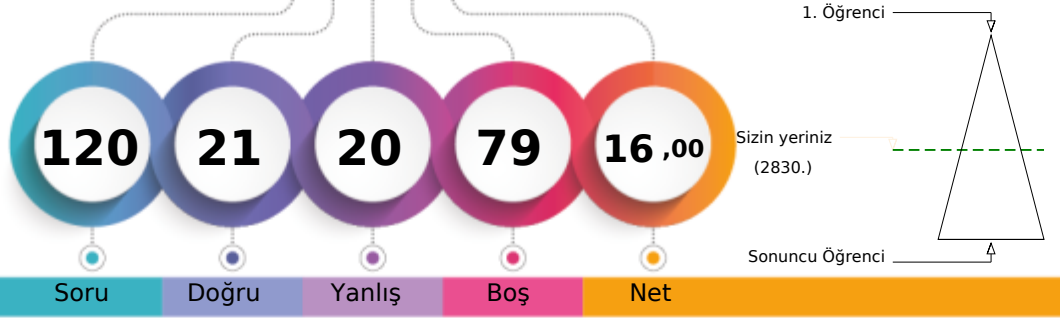 1. Öğrenci
120 21 20 79 16 ,00
Sizin yeriniz
(2830.)
Sonuncu Öğrenci
Soru Doğru Yanlış Boş Net